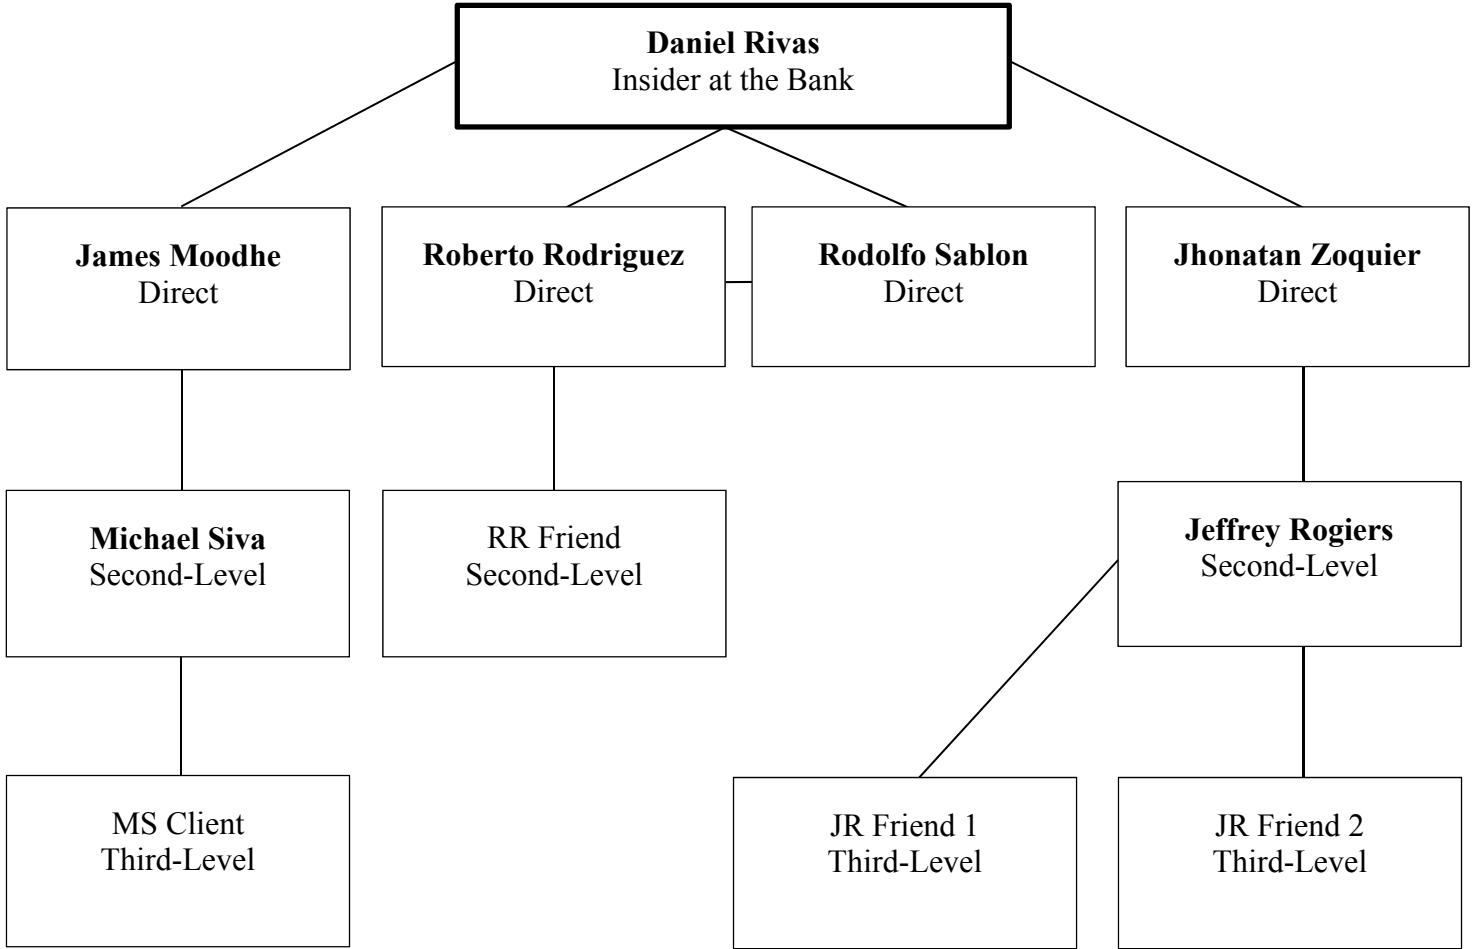 Daniel Rivas
Insider at the Bank
James Moodhe
Direct
Roberto Rodriguez
Direct
Rodolfo Sablon
Direct
Jhonatan Zoquier
Direct
Michael Siva
Second-Level
RR Friend
Second-Level
Jeffrey Rogiers
Second-Level
MS Client
Third-Level
JR Friend 1
Third-Level
JR Friend 2
Third-Level